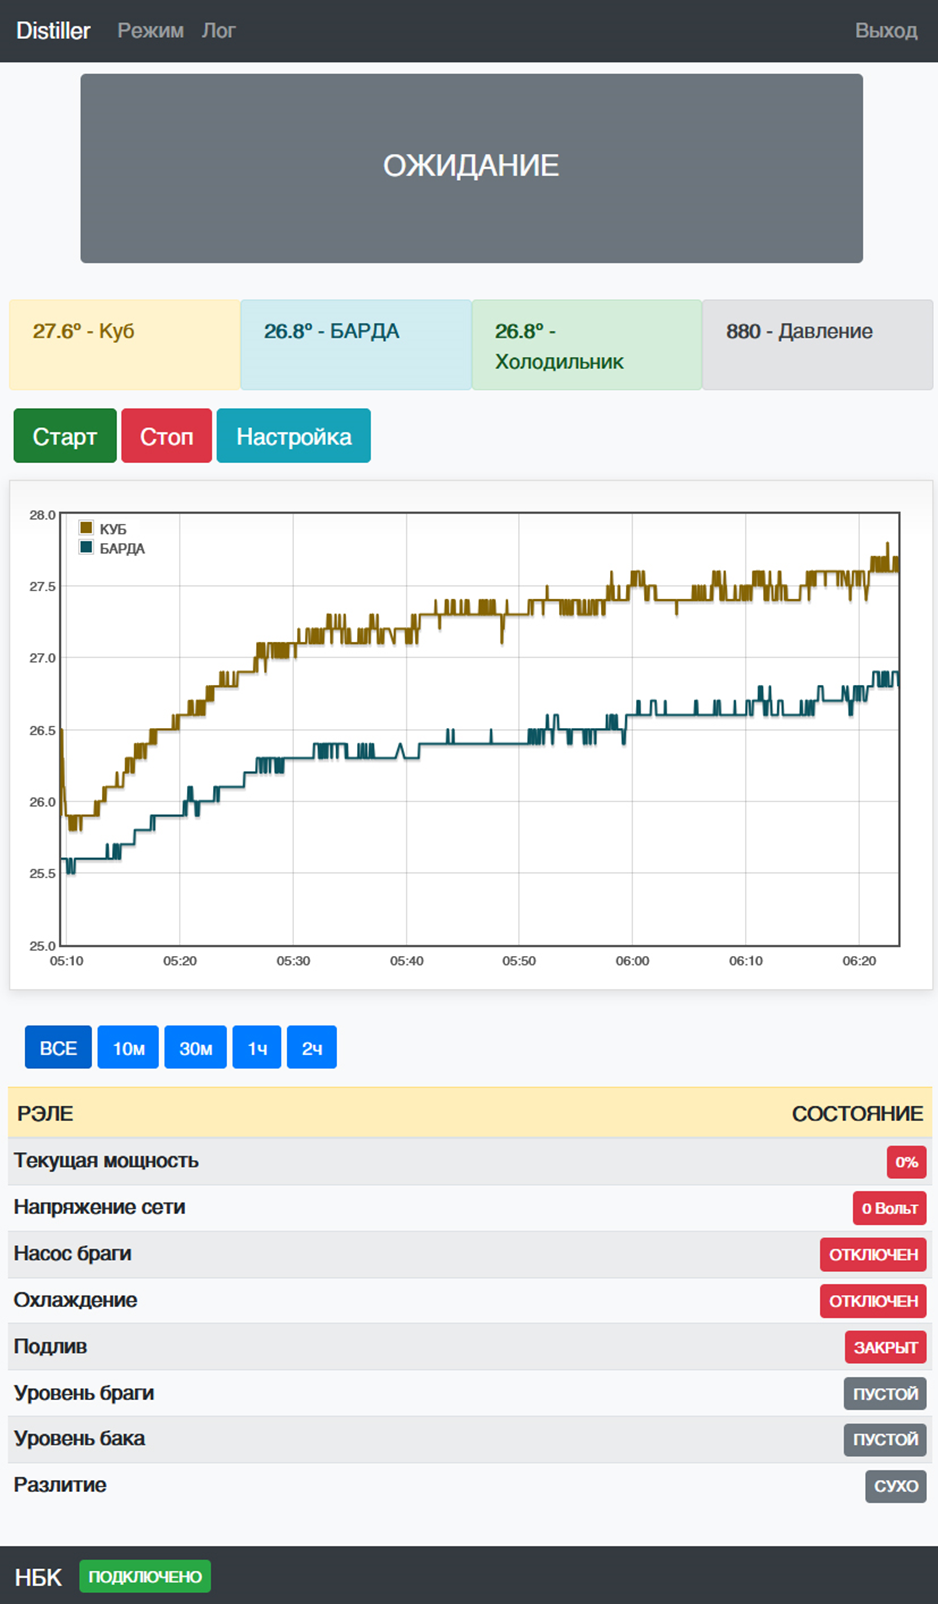 Distiller Режим Лог Выход
ОЖИДАНИЕ
27.6º - Куб
26.8º - БАРДА
26.8º -
Холодильник
880 - Давление
Старт Стоп Настройка
КУБ
БАРДА
28.0
27.5
27.0
26.5
26.0
25.5
25.0
05:10 05:20 05:30 05:40 05:50 06:00 06:10 06:20
ВСЕ 10м 30м 1ч 2ч
РЭЛЕ СОСТОЯНИЕ
Текущая мощность 0%
Напряжение сети 0 Вольт
Насос браги ОТКЛЮЧЕН
Охлаждение ОТКЛЮЧЕН
Подлив ЗАКРЫТ
Уровень браги ПУСТОЙ
Уровень бака ПУСТОЙ
Разлитие СУХО
НБК ПОДКЛЮЧЕНО